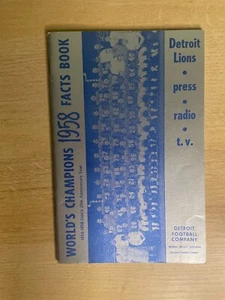 WORLD'S CHAMPIONS 1958 FACTS BOOK
Detroit
Lions
• press
• radio
• t.v.
DETROIT
FOOTBALL
COMPANY